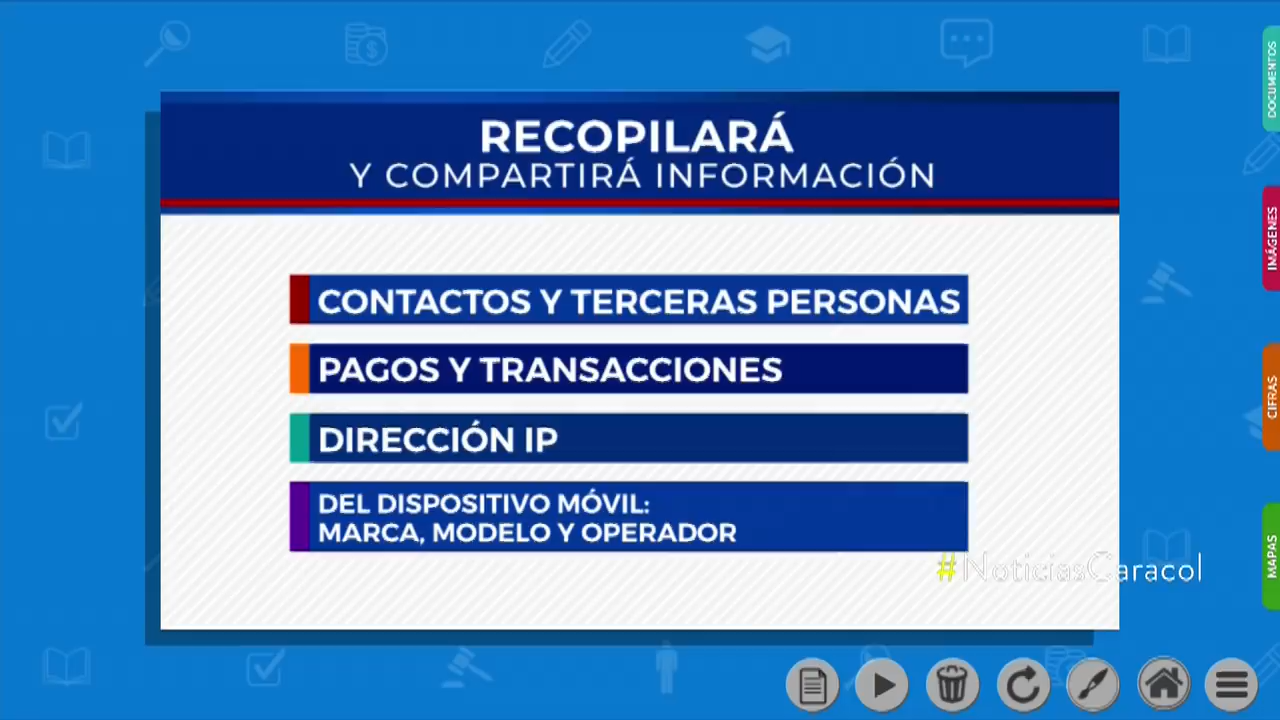 RECOPILARÁ
Y COMPARTIRÁ INFORMACIÓN
CONTACTOS Y TERCERAS PERSONAS
PAGOS Y TRANSACCIONES
DIRECCIÓN IP
DEL DISPOSITIVO MÓVIL:
MARCA, MODELO Y OPERADOR
#NoticiasCaracol
DOCUMENTOS
IMÁGENES
CIFRAS
MAPAS